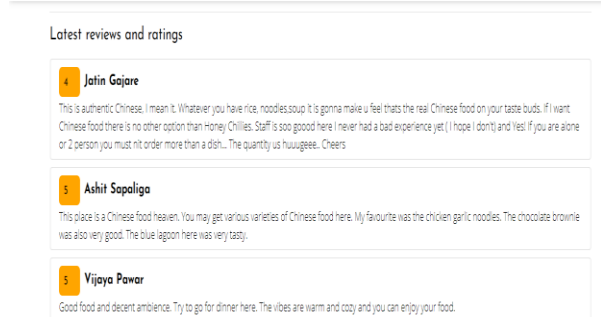 Latest reviews and ratings
4 Jatin Gajare
This is authentic Chinese, I mean it. Whatever you have rice, noodles,soup it is gonna make u feel thats the real Chinese food on your taste buds. If I want
Chinese food there is no other option than Honey Chillies. Staff is soo goood here I never had a bad experience yet ( I hope I don't) and Yes! If you are alone
or 2 person you must nit order more than a dish... The quantity us huuugeee.. Cheers
5 Ashit Sapaliga
This place is a Chinese food heaven. You may get various varieties of Chinese food here. My favourite was the chicken garlic noodles. The chocolate brownie
was also very good. The blue lagoon here was very tasty.
5 Vijaya Pawar
Good food and decent ambience. Try to go for dinner here. The vibes are warm and cozy and you can enjoy your food.